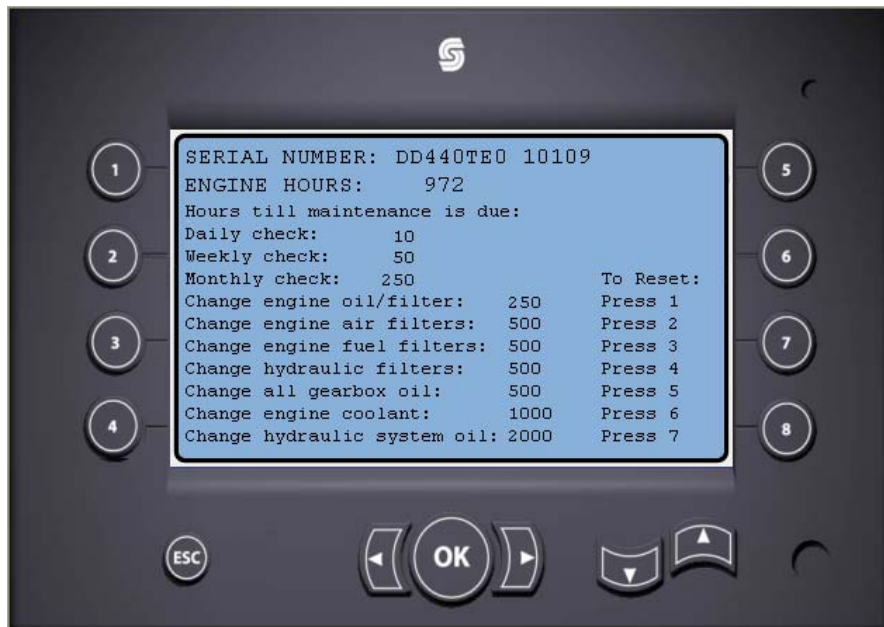 SERIAL NUMBER: DD440TE0 10109
ENGINE HOURS: 972
Hours till maintenance is due:
Daily check: 10
Weekly check: 50
Monthly check: 250 To Reset:
Change engine oil/filter: 250 Press 1
Change engine air filters: 500 Press 2
Change engine fuel filters: 500 Press 3
Change hydraulic filters: 500 Press 4
Change all gearbox oil: 500 Press 5
Change engine coolant: 1000 Press 6
Change hydraulic system oil: 2000 Press 7
1
2
3
4
5
6
7
8
ESC
OK